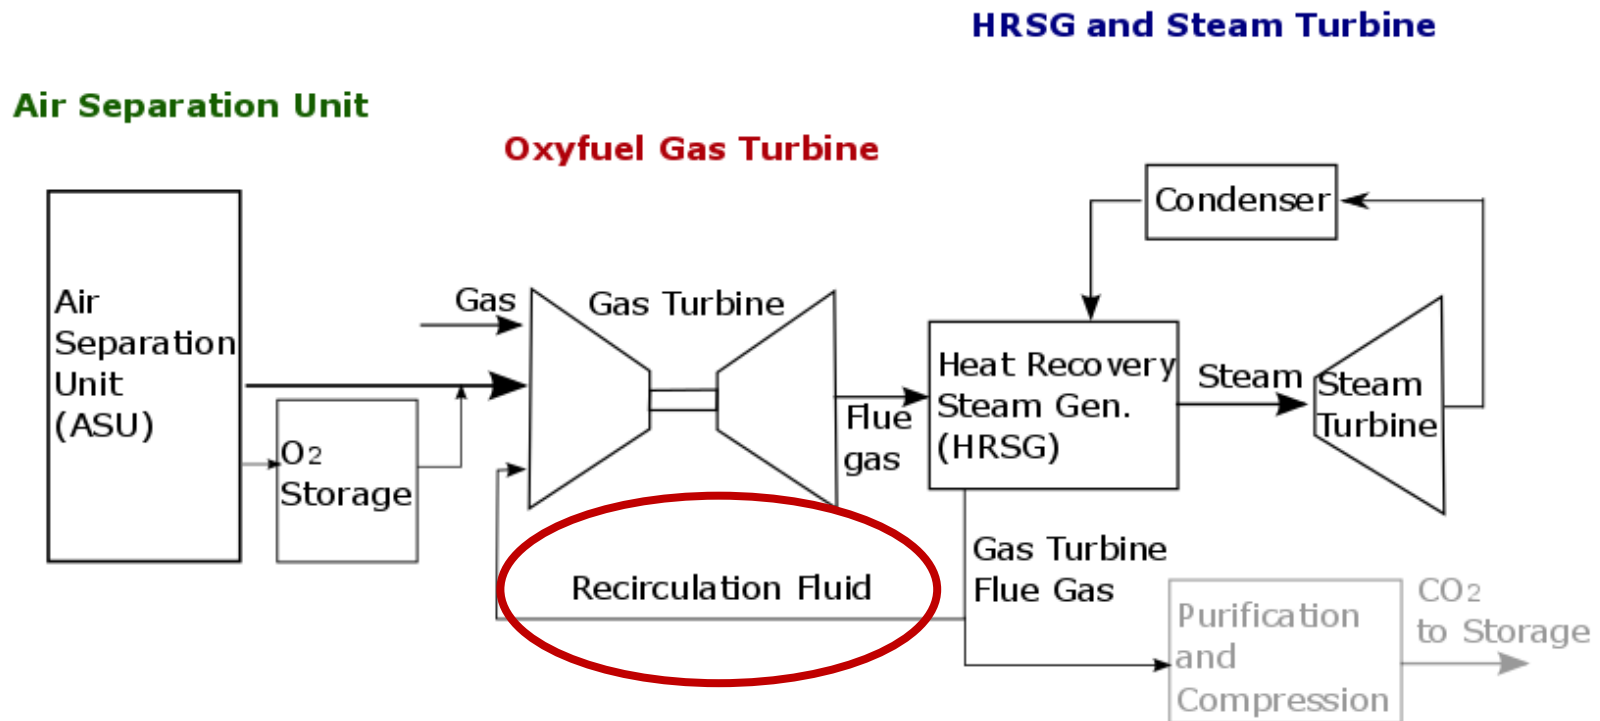 HRSG and Steam Turbine
Air Separation Unit
Oxyfuel Gas Turbine
Condenser
Air
Separation
Unit
(ASU)
O2
Storage
Gas
Gas Turbine
Flue
gas
Heat Recovery
Steam Gen.
(HRSG)
Steam
Steam
Turbine
Recirculation Fluid
Gas Turbine
Flue Gas
Purification
and
Compression
CO2
to Storage